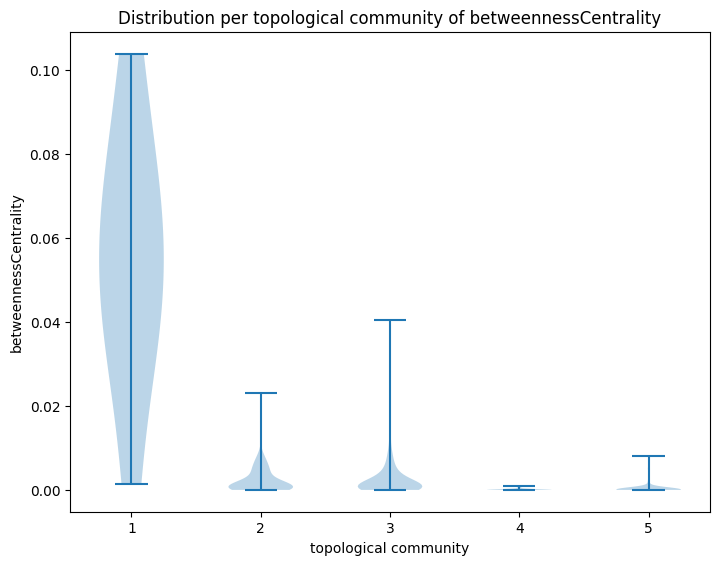 Distribution per topological community of betweennessCentrality
0.10
0.08
0.06
0.04
0.02
0.00
betweennessCentrality
1 2 3 4 5
topological community